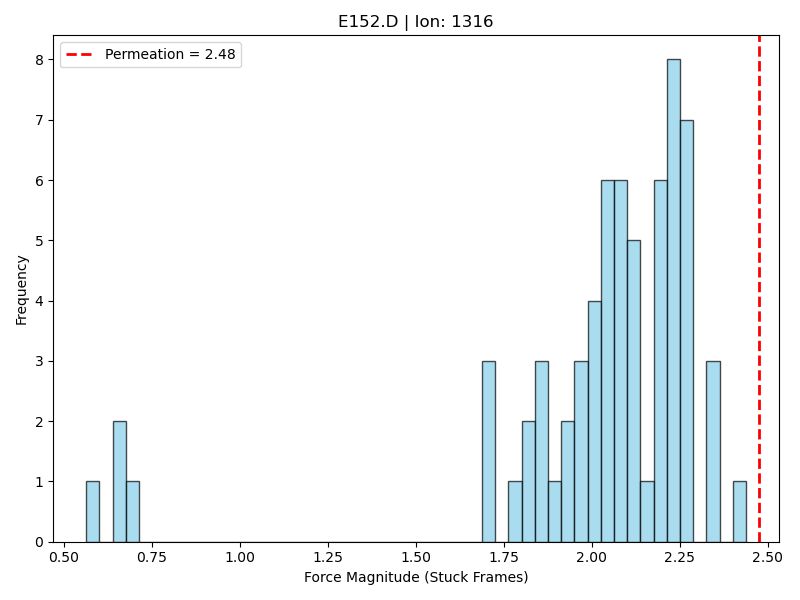 E152.D | Ion: 1316
Permeation = 2.48
8
7
6
5
4
3
2
1
0
Frequency
0.50 0.75 1.00 1.25 1.50 1.75 2.00 2.25 2.50
Force Magnitude (Stuck Frames)